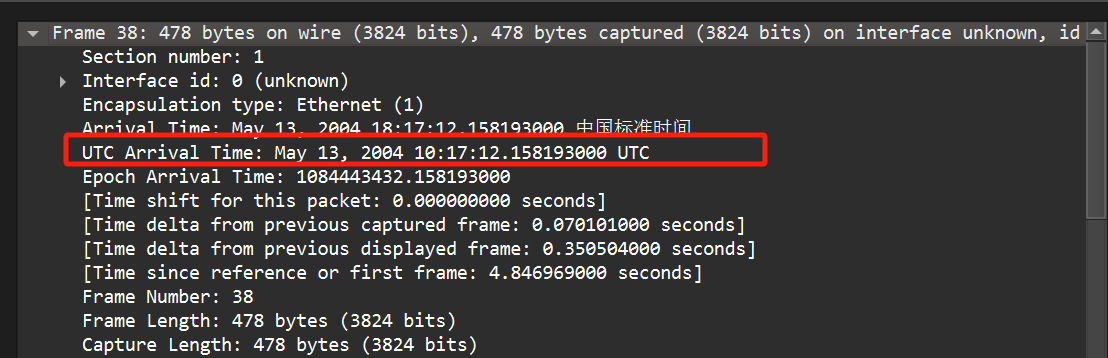 Frame 38: 478 bytes on wire (3824 bits), 478 bytes captured (3824 bits) on interface unknown, id
Section number: 1
Interface id: 0 (unknown)
Encapsulation type: Ethernet (1)
Arrival Time: May 13, 2004 18:17:12.158193000 中国标准时间
UTC Arrival Time: May 13, 2004 10:17:12.158193000 UTC
Epoch Arrival Time: 1084443432.158193000
[Time shift for this packet: 0.000000000 seconds]
[Time delta from previous captured frame: 0.070101000 seconds]
[Time delta from previous displayed frame: 0.350504000 seconds]
[Time since reference or first frame: 4.846969000 seconds]
Frame Number: 38
Frame Length: 478 bytes (3824 bits)
Capture Length: 478 bytes (3824 bits)